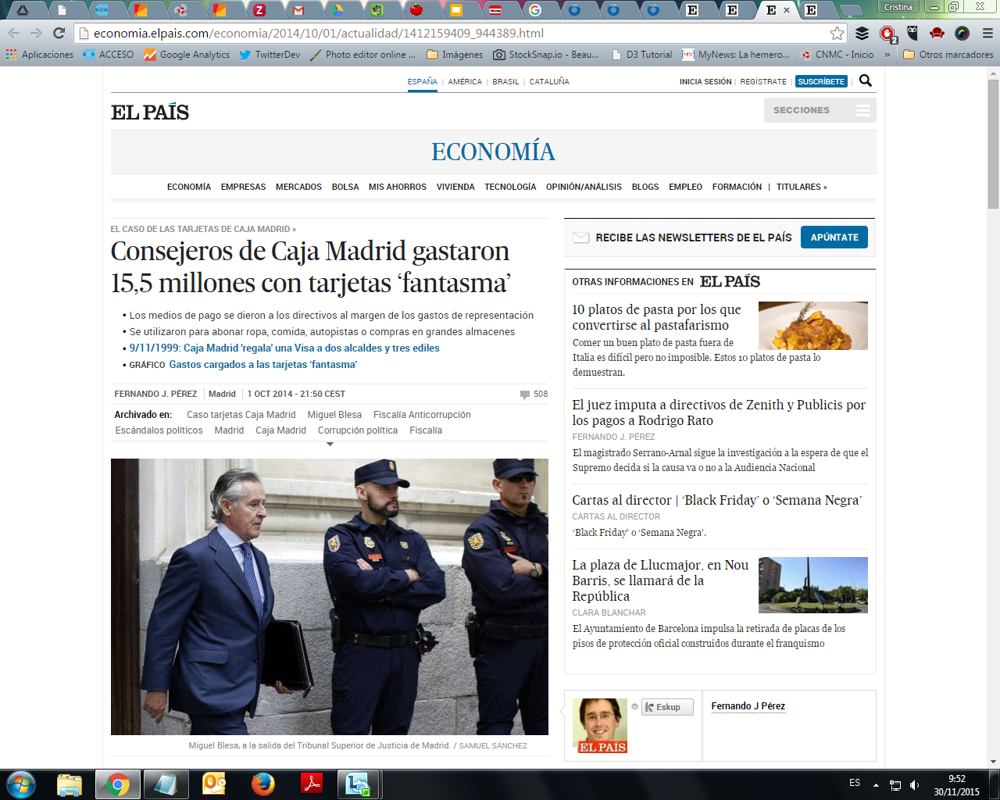 Cristina
economia.elpais.com/economia/2014/10/01/actualidad/1412159409_944389.html
2
Aplicaciones
ACCESO
Google Analytics
TwitterDev
Photo editor online ...
Imágenes
StockSnap.io - Beau...
D3 Tutorial
MyNews: La hemero...
CNMC - Inicio
»
Otros marcadores
ESPAÑA | AMÉRICA | BRASIL | CATALUÑA
INICIA SESIÓN | REGÍSTRATE | SUSCRÍBETE |
EL PAÍS
SECCIONES
ECONOMÍA
ECONOMÍA EMPRESAS MERCADOS BOLSA MIS AHORROS VIVIENDA TECNOLOGÍA OPINIÓN/ANÁLISIS BLOGS EMPLEO FORMACIÓN | TITULARES »
EL CASO DE LAS TARJETAS DE CAJA MADRID »
Consejeros de Caja Madrid gastaron
15,5 millones con tarjetas ‘fantasma’
• Los medios de pago se dieron a los directivos al margen de los gastos de representación
• Se utilizaron para abonar ropa, comida, autopistas o compras en grandes almacenes
• 9/11/1999: Caja Madrid 'regala' una Visa a dos alcaldes y tres ediles
• GRÁFICO Gastos cargados a las tarjetas ‘fantasma’
FERNANDO J. PÉREZ | Madrid | 1 OCT 2014 - 21:50 CEST
508
Archivado en: Caso tarjetas Caja Madrid Miguel Blesa Fiscalía Anticorrupción
Escándalos políticos Madrid Caja Madrid Corrupción política Fiscalía
Miguel Blesa, a la salida del Tribunal Superior de Justicia de Madrid. / SAMUEL SÁNCHEZ
RECIBE LAS NEWSLETTERS DE EL PAÍS
APÚNTATE
OTRAS INFORMACIONES EN EL PAÍS
10 platos de pasta por los que
convertirse al pastafarismo
Comer un buen plato de pasta fuera de
Italia es difícil pero no imposible. Estos 10 platos de pasta lo
demuestran.
El juez imputa a directivos de Zenith y Publicis por
los pagos a Rodrigo Rato
FERNANDO J. PÉREZ
El magistrado Serrano-Arnal sigue la investigación a la espera de que el
Supremo decida si la causa va o no a la Audiencia Nacional
Cartas al director | ‘Black Friday’ o ‘Semana Negra’
CARTAS AL DIRECTOR
‘Black Friday’ o ‘Semana Negra’.
La plaza de Llucmajor, en Nou
Barris, se llamará de la
República
CLARA BLANCHAR
El Ayuntamiento de Barcelona impulsa la retirada de placas de los
pisos de protección oficial construidos durante el franquismo
EL PAÍS
Eskup
Fernando J Pérez
ES
9:52
30/11/2015